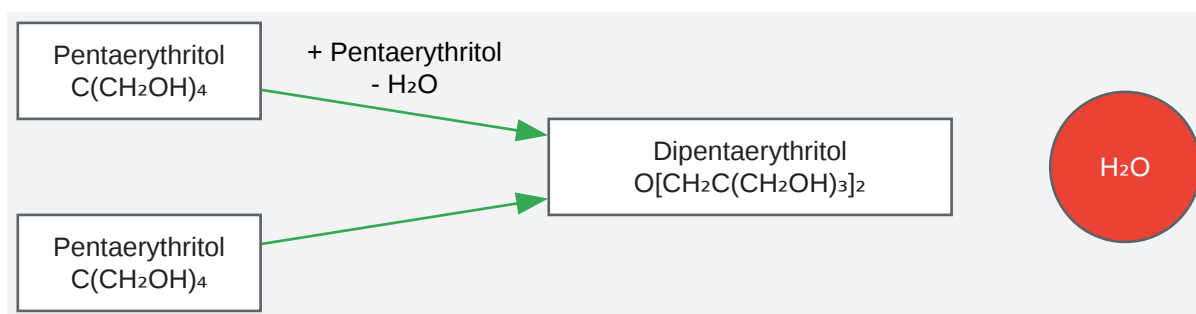 Pentaerythritol
C(CH₂OH)₄
+ Pentaerythritol
- H₂O
Dipentaerythritol
O[CH₂C(CH₂OH)₃]₂
H₂O
Pentaerythritol
C(CH₂OH)₄